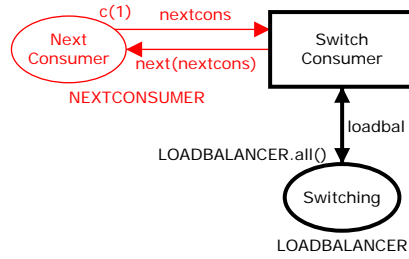 c(1) nextcons
Next
Consumer
Switch
Consumer
next(nextcons)
NEXTCONSUMER
loadbal
LOADBALANCER.all()
Switching
LOADBALANCER